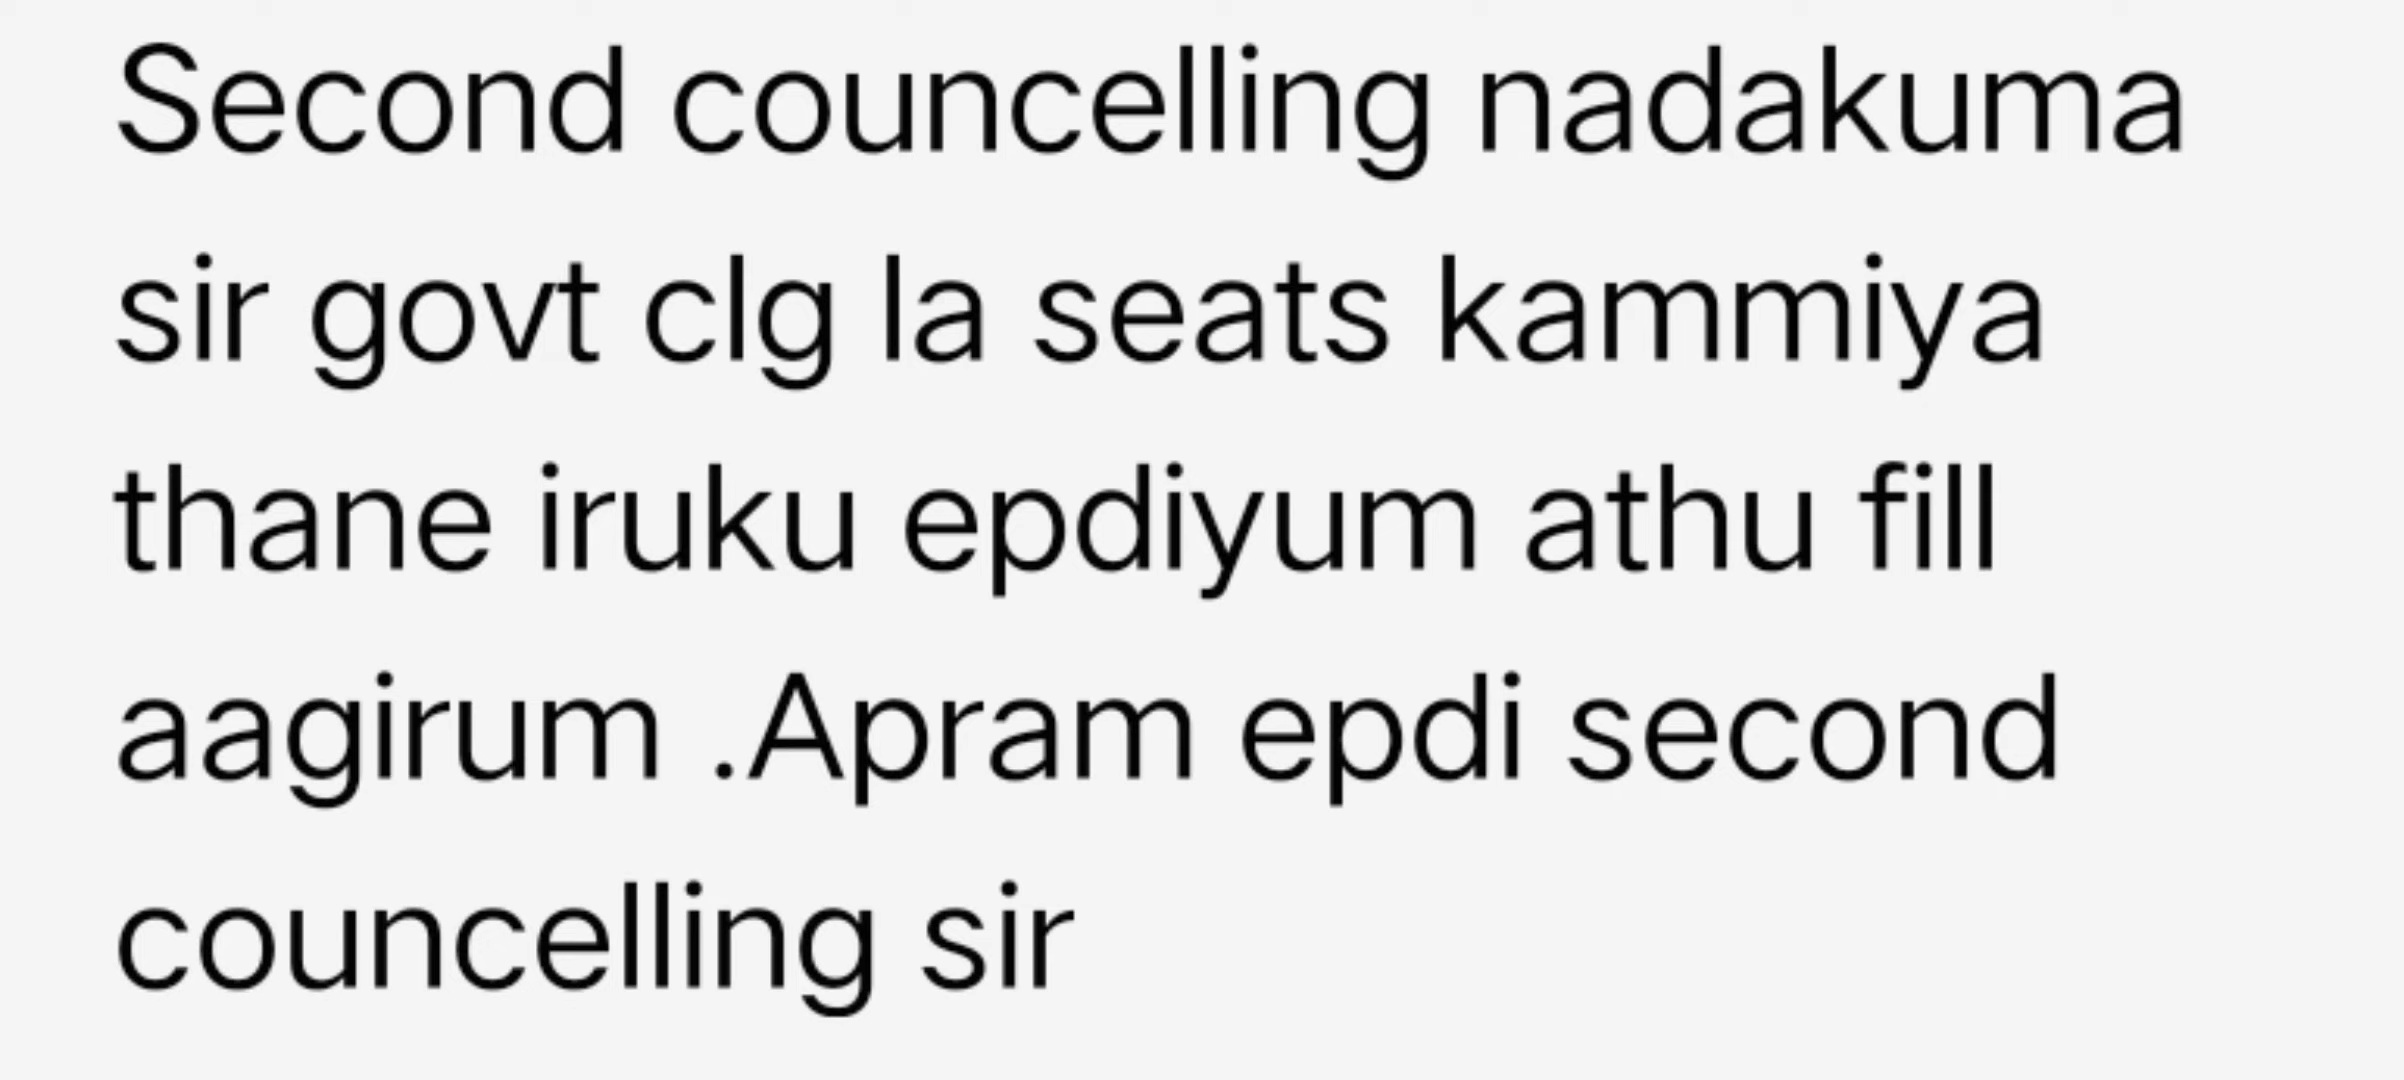 Second councelling nadakuma
sir govt clg la seats kammiya
thane iruku epdiyum athu fill
aagirum .Apram epdi second
councelling sir